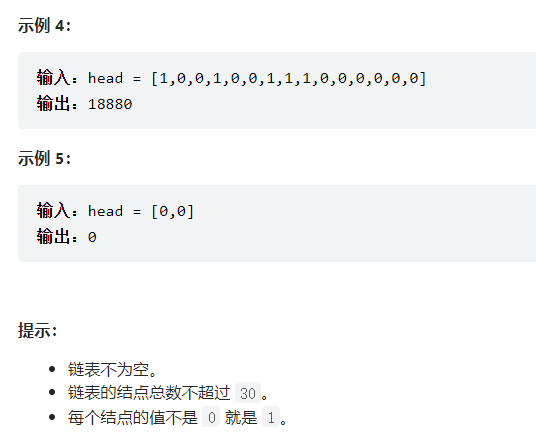 示例 4：
输入：head = [1,0,0,1,0,0,1,1,1,0,0,0,0,0,0]
输出：18880
示例 5：
输入：head = [0,0]
输出：0
提示：
链表不为空。
链表的结点总数不超过 30。
每个结点的值不是 0 就是 1。